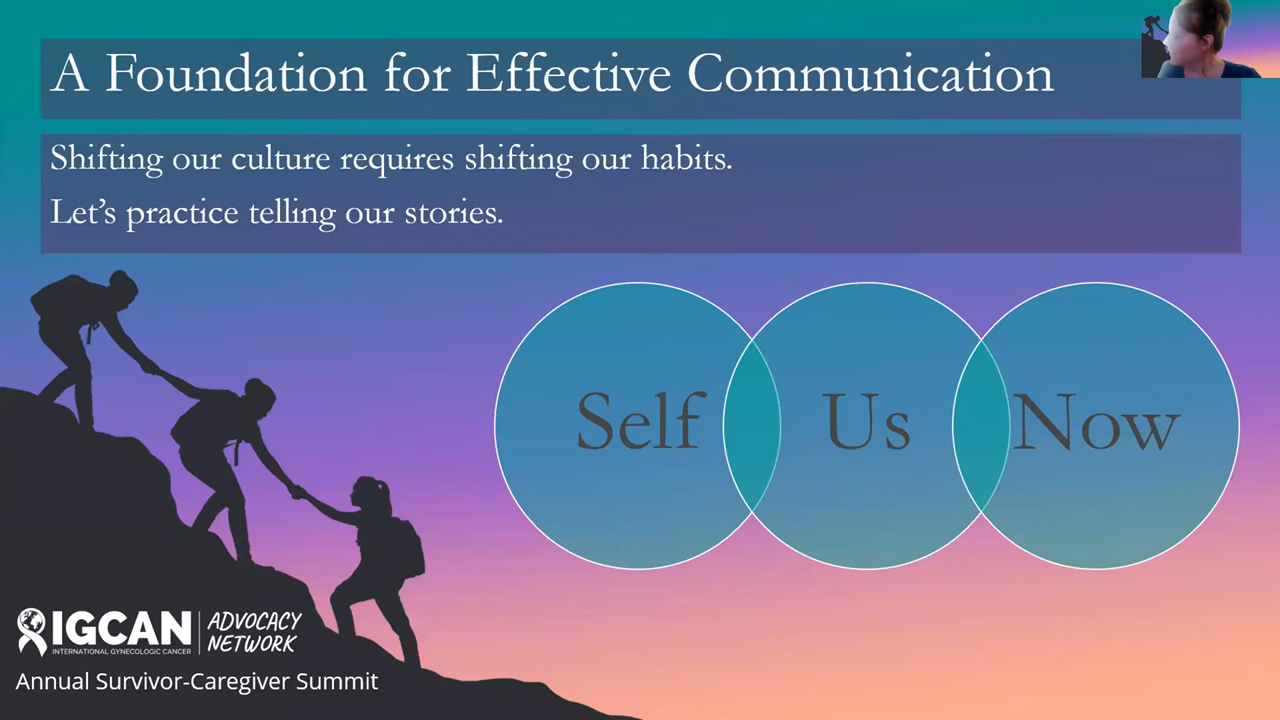 A Foundation for Effective Communication
Shifting our culture requires shifting our habits.
Let’s practice telling our stories.
Self Us Now
IGCAN
INTERNATIONAL GYNECOLOGIC CANCER
ADVOCACY
NETWORK
Annual Survivor-Caregiver Summit